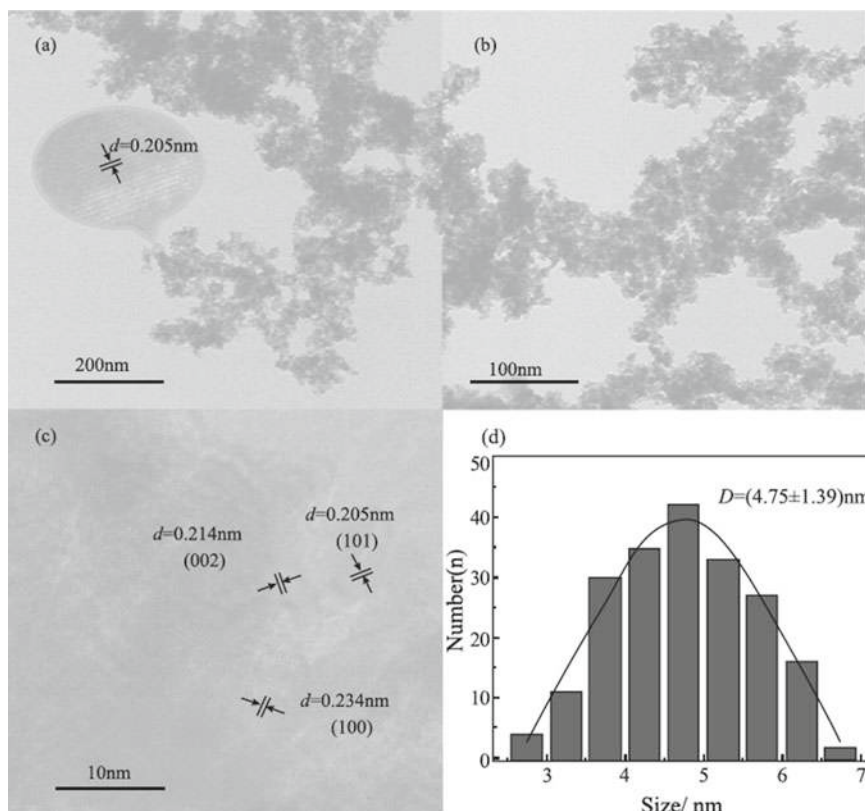 (a)
d=0.205nm
200nm
(b)
100nm
(c)
d=0.214nm
(002)
d=0.205nm
(101)
d=0.234nm
(100)
10nm
(d)
D=(4.75±1.39)nm
Number(n)
50
40
30
20
10
0
3 4 5 6 7
Size/ nm